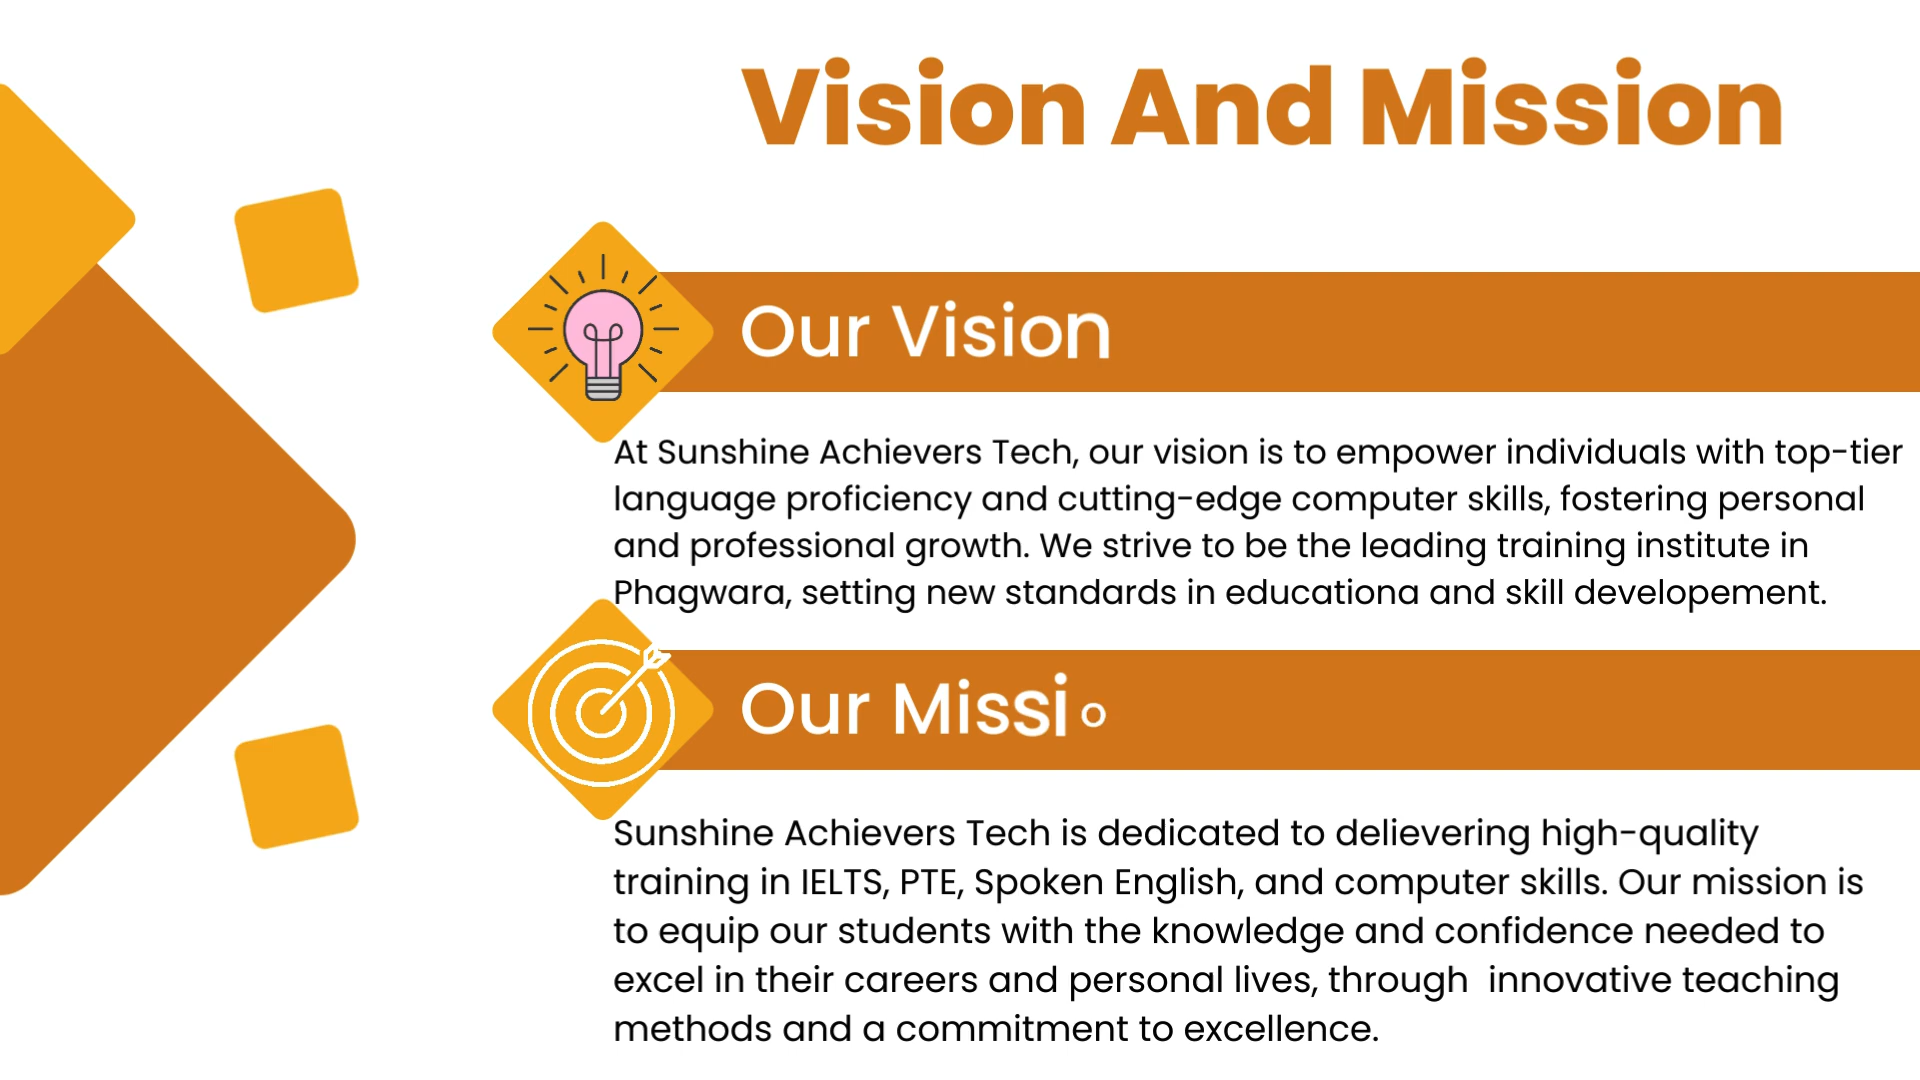 Vision And Mission
Our Vision
At Sunshine Achievers Tech, our vision is to empower individuals with top-tier
language proficiency and cutting-edge computer skills, fostering personal
and professional growth. We strive to be the leading training institute in
Phagwara, setting new standards in educationa and skill developement.
Our Missio
Sunshine Achievers Tech is dedicated to delievering high-quality
training in IELTS, PTE, Spoken English, and computer skills. Our mission is
to equip our students with the knowledge and confidence needed to
excel in their careers and personal lives, through  innovative teaching
methods and a commitment to excellence.